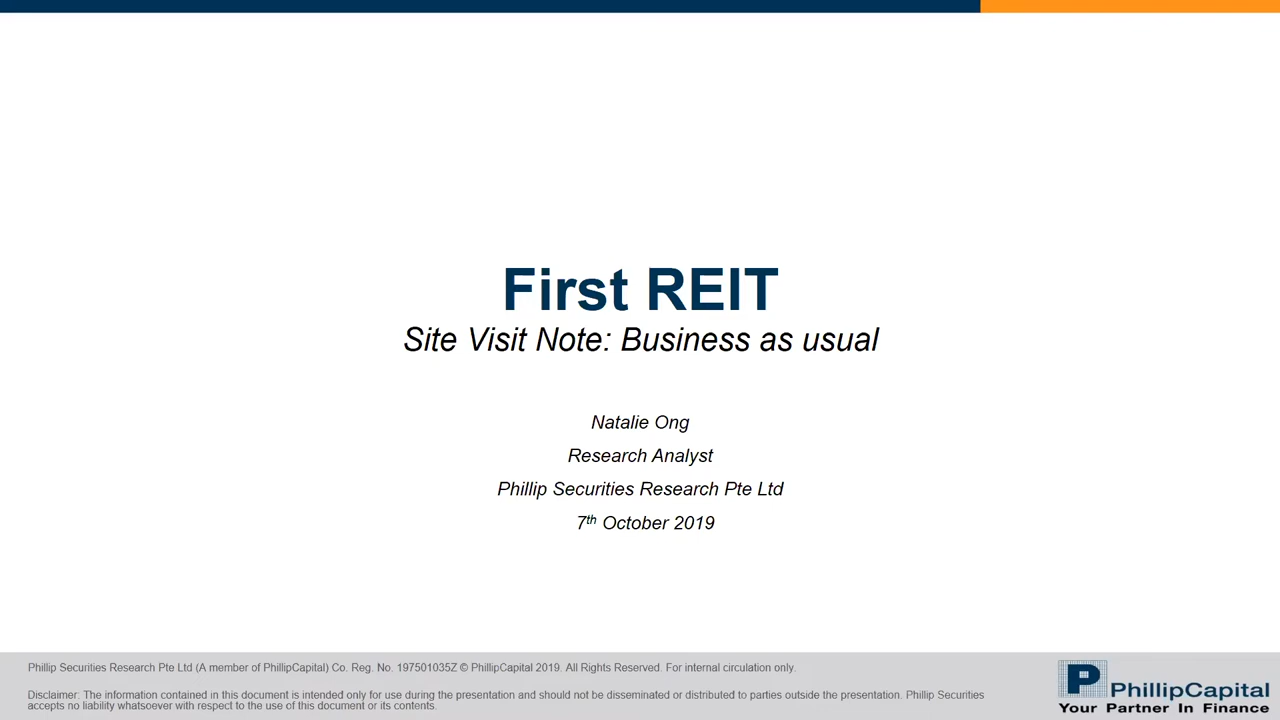 First REIT
Site Visit Note: Business as usual
Natalie Ong
Research Analyst
Phillip Securities Research Pte Ltd
7th October 2019
Phillip Securities Research Pte Ltd (A member of PhillipCapital) Co. Reg. No. 197501035Z © PhillipCapital 2019. All Rights Reserved. For internal circulation only.
Disclaimer: The information contained in this document is intended only for use during the presentation and should not be disseminated or distributed to parties outside the presentation. Phillip Securities
accepts no liability whatsoever with respect to the use of this document or its contents.
P PhillipCapital
Your Partner In Finance